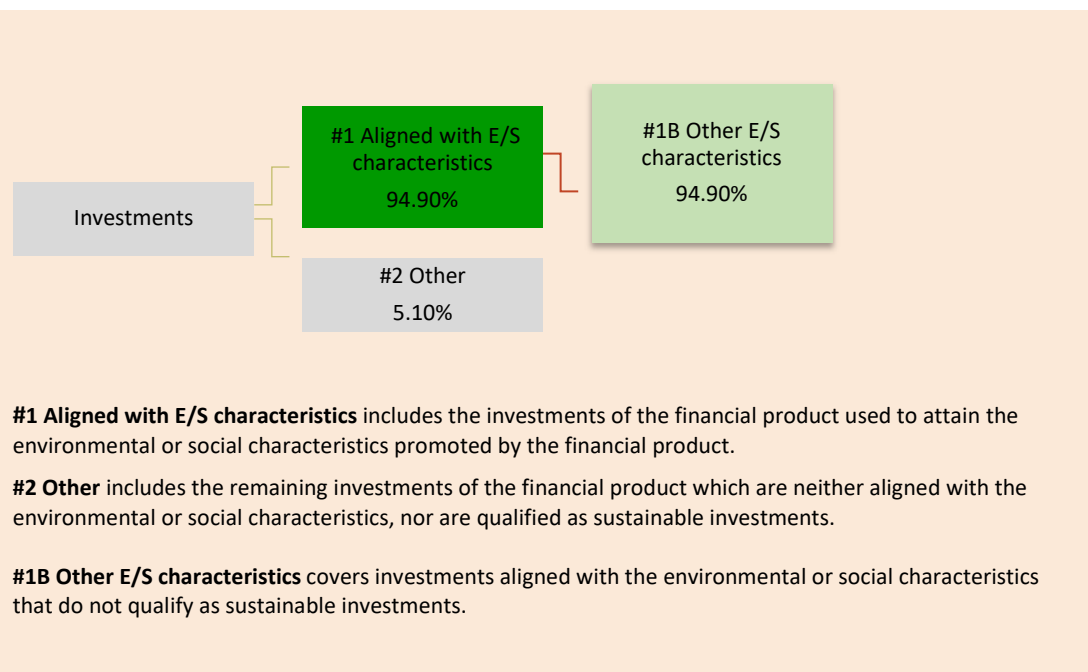 Investments
#1 Aligned with E/S
characteristics
94.90%
#1B Other E/S
characteristics
94.90%
#2 Other
5.10%
#1 Aligned with E/S characteristics includes the investments of the financial product used to attain the
environmental or social characteristics promoted by the financial product.
#2 Other includes the remaining investments of the financial product which are neither aligned with the
environmental or social characteristics, nor are qualified as sustainable investments.
#1B Other E/S characteristics covers investments aligned with the environmental or social characteristics
that do not qualify as sustainable investments.